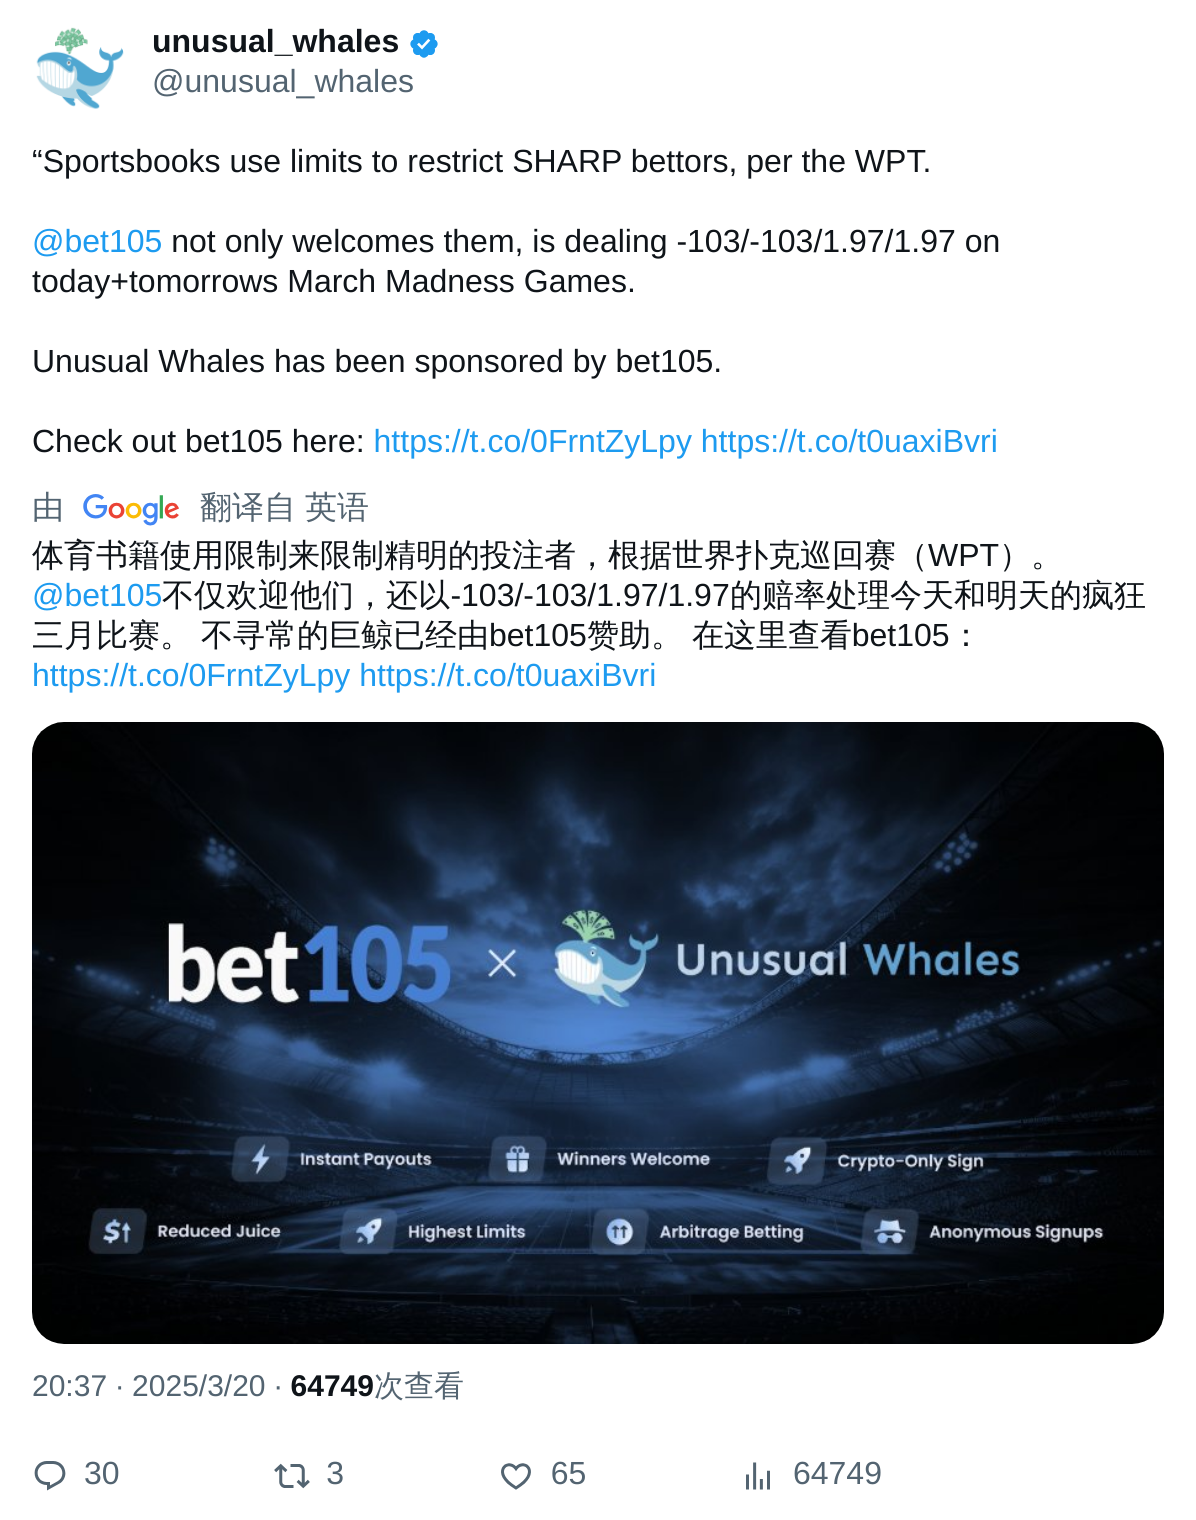 unusual_whales
@unusual_whales
“Sportsbooks use limits to restrict SHARP bettors, per the WPT.
@bet105 not only welcomes them, is dealing -103/-103/1.97/1.97 on
today+tomorrows March Madness Games.
Unusual Whales has been sponsored by bet105.
Check out bet105 here: https://t.co/0FrntZyLpy https://t.co/t0uaxiBvri
由 Google 翻译自 英语
体育书籍使用限制来限制精明的投注者，根据世界扑克巡回赛（WPT）。
@bet105不仅欢迎他们，还以-103/-103/1.97/1.97的赔率处理今天和明天的疯狂
三月比赛。 不寻常的巨鲸已经由bet105赞助。 在这里查看bet105：
https://t.co/0FrntZyLpy https://t.co/t0uaxiBvri
bet105 × Unusual Whales
Instant Payouts Winners Welcome Crypto-Only Sign
Reduced Juice Highest Limits Arbitrage Betting Anonymous Signups
20:37 · 2025/3/20 · 64749次查看
30 3 65 64749